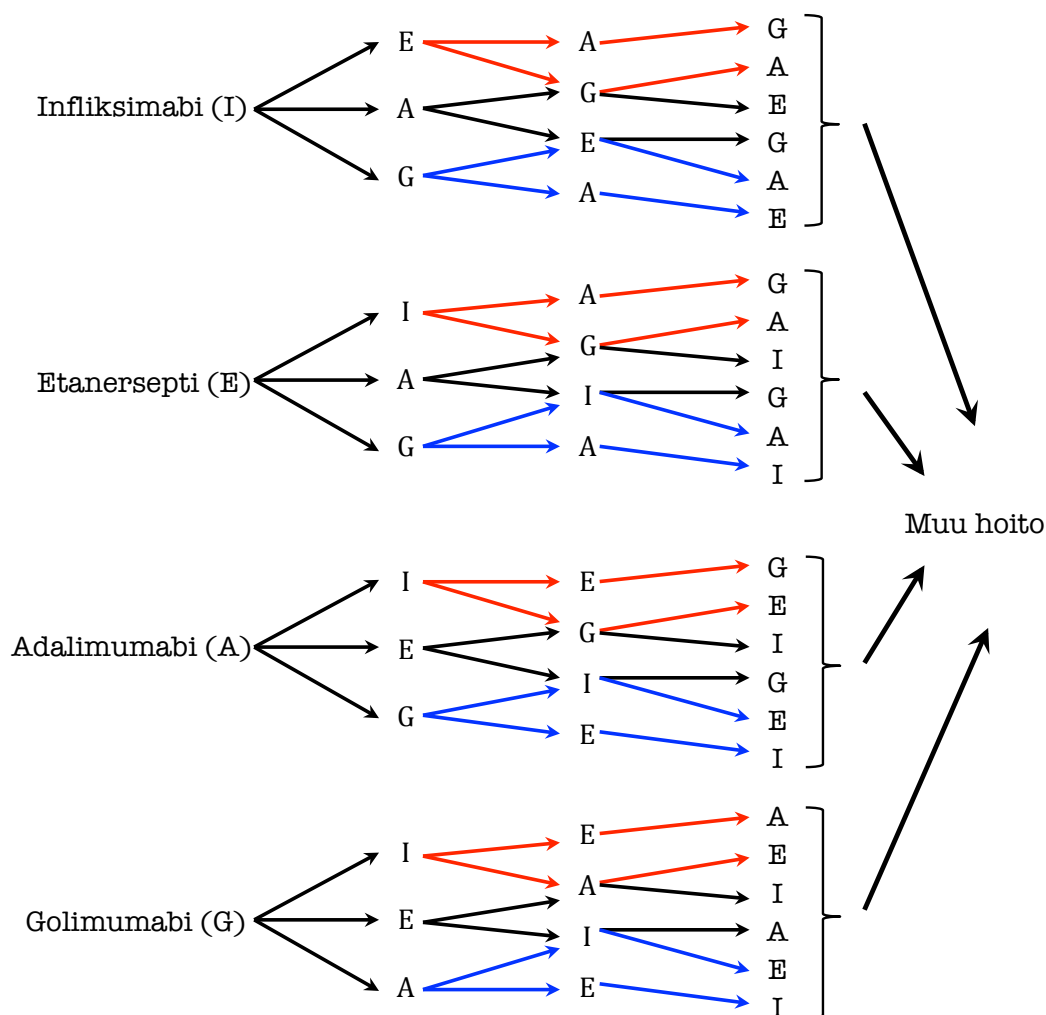 E A G
A
Infliksimabi (I) A G E
E G
G A A
E
I A G
A
G I
Etanersepti (E) A I G
A
G A I
Muu hoito
I E G
E
G I
Adalimumabi (A) E I G
G E E
I
I E A
E
A I
Golimumabi (G) E I A
E
A E I